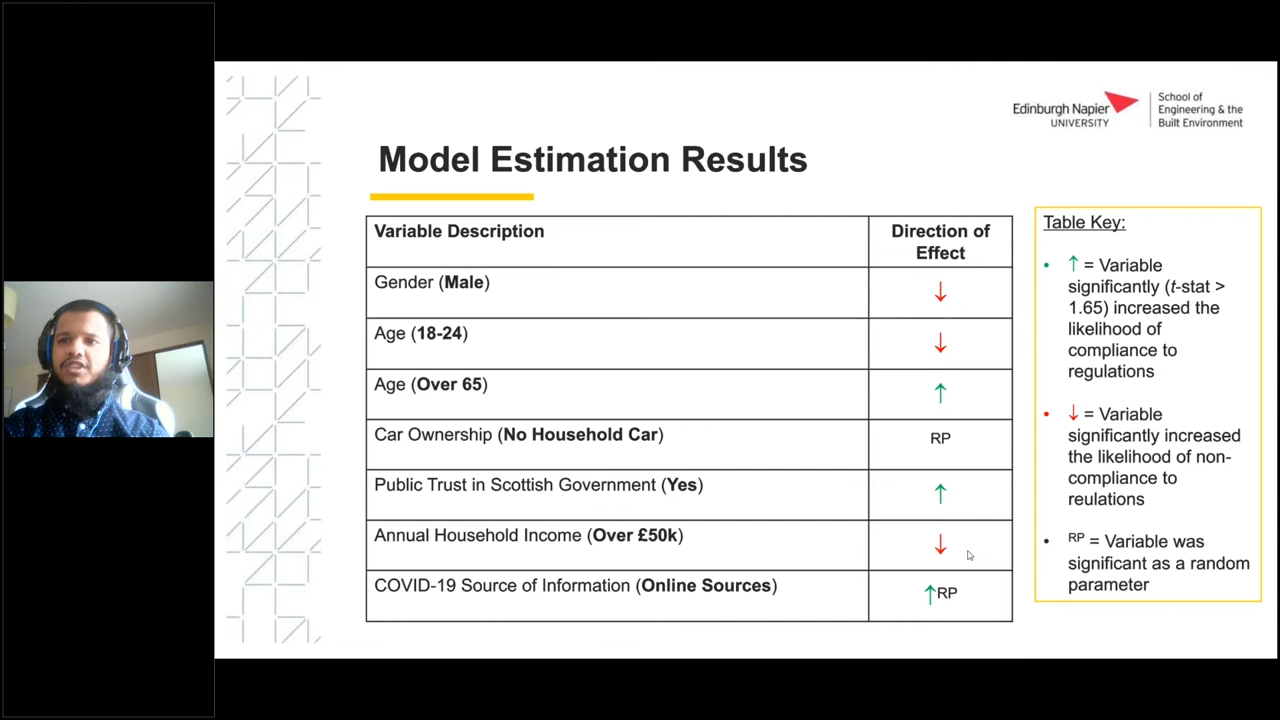 Edinburgh Napier
UNIVERSITY
School of
Engineering & the
Built Environment
Model Estimation Results
Variable Description
Direction of
Effect
Gender (Male)
↓
Age (18-24)
↓
Age (Over 65)
↑
Car Ownership (No Household Car)
RP
Public Trust in Scottish Government (Yes)
↑
Annual Household Income (Over £50k)
↓
COVID-19 Source of Information (Online Sources)
↑RP
Table Key:
• ↑ = Variable
significantly (t-stat >
1.65) increased the
likelihood of
compliance to
regulations
• ↓ = Variable
significantly increased
the likelihood of non-
compliance to
reulations
• RP = Variable was
significant as a random
parameter